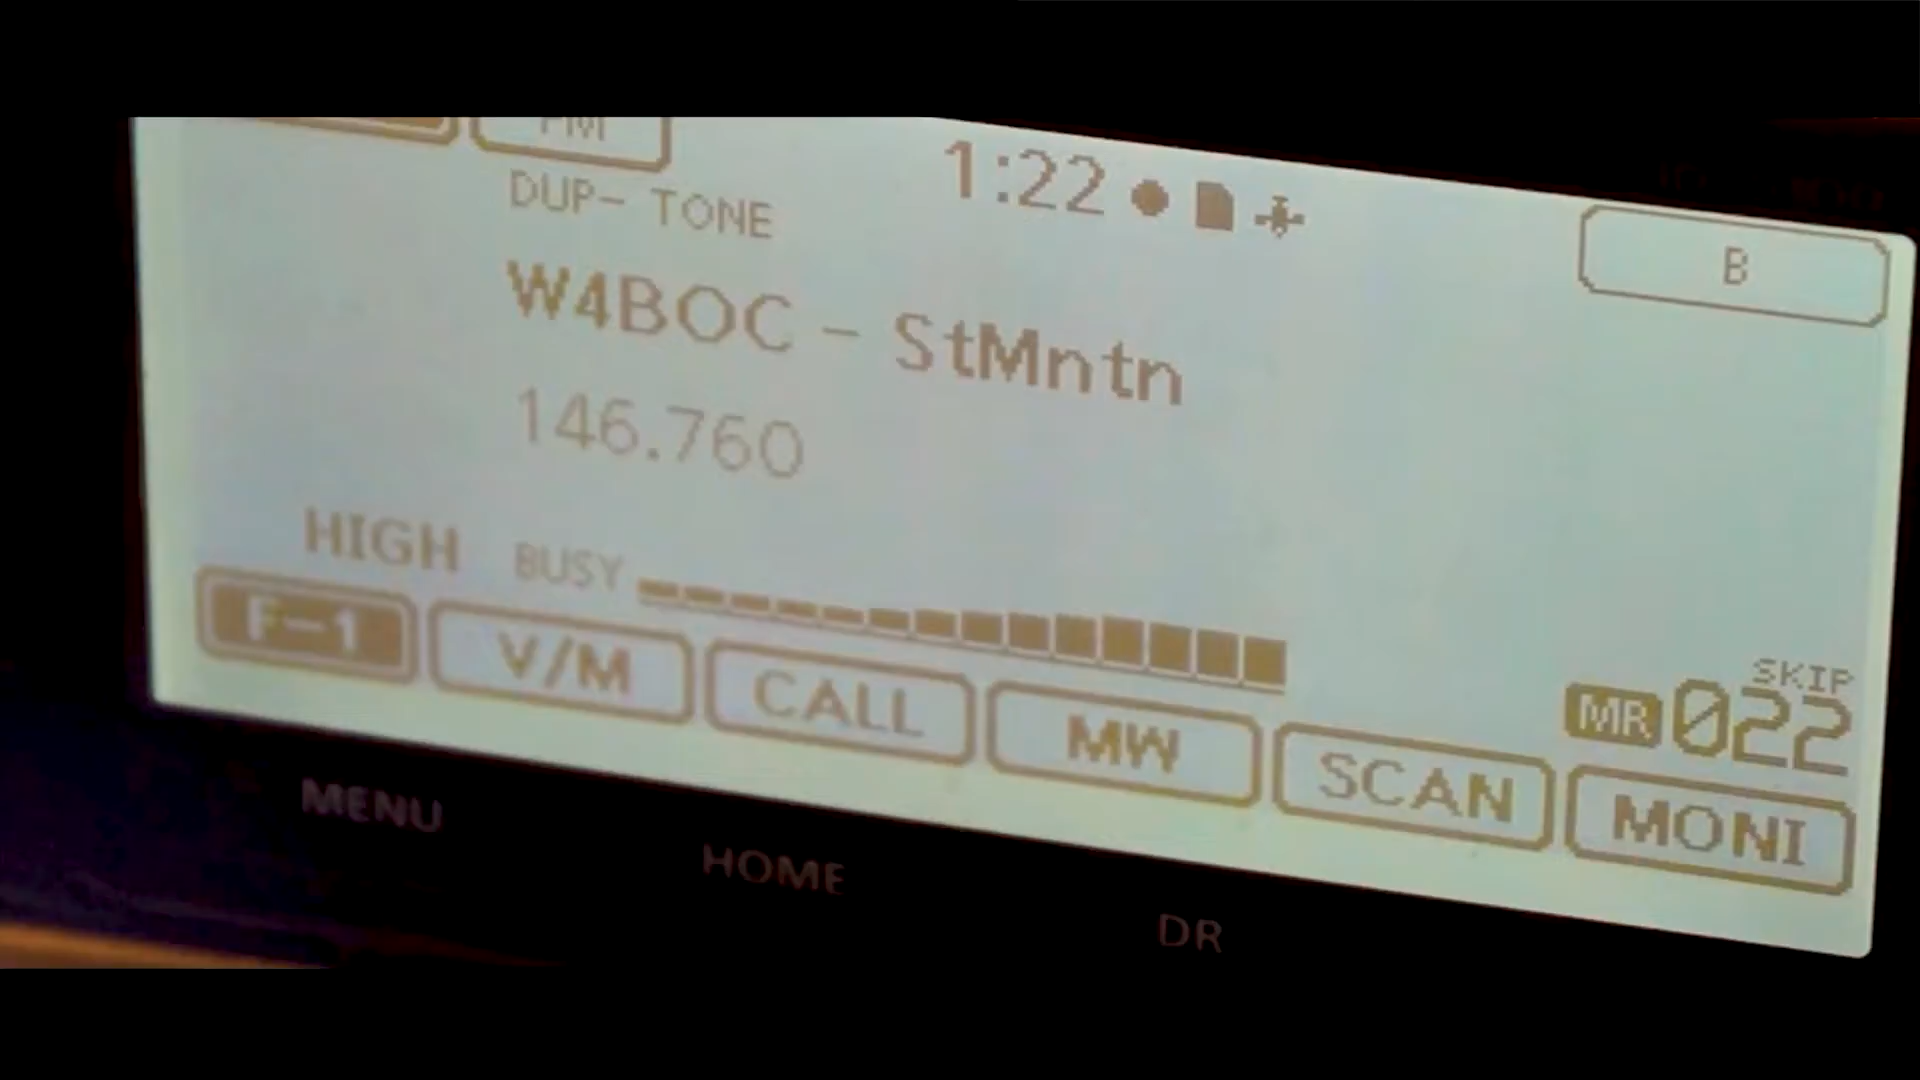 FM
1:22
DUP- TONE
B
W4BOC - StMntn
146.760
HIGH BUSY
SKIP
MR 022
F-1 V/M CALL MW SCAN MONI
MENU HOME DR